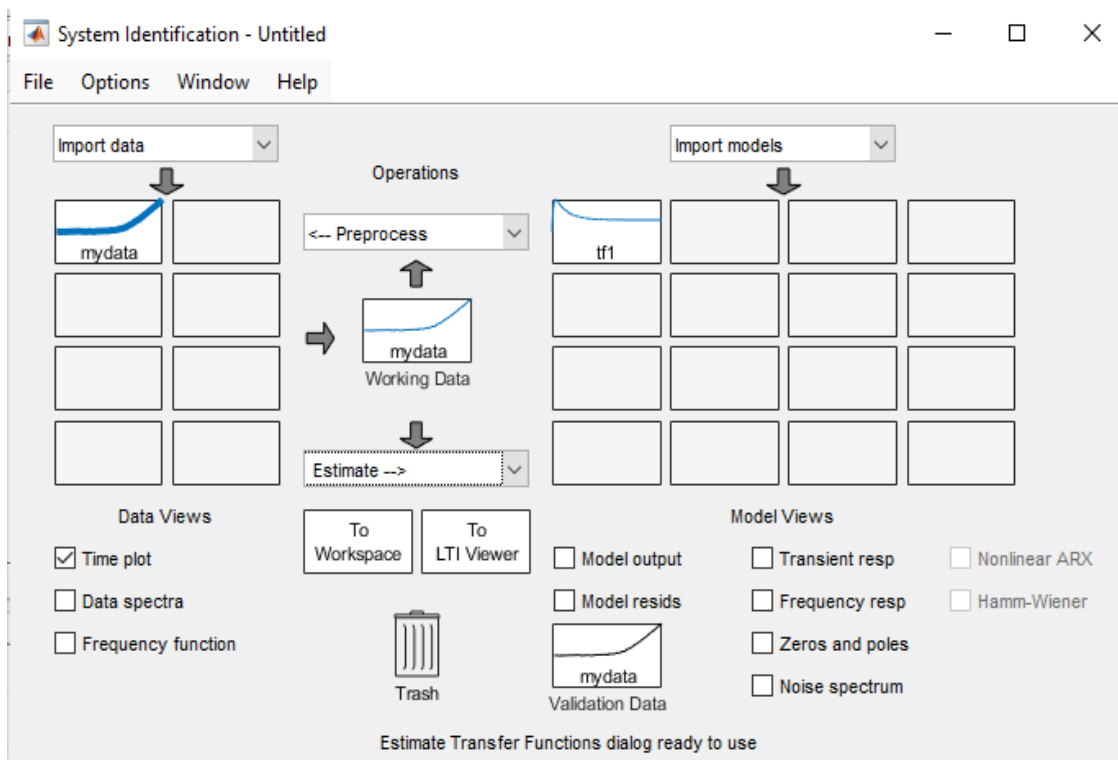 System Identification - Untitled
File Options Window Help
Import data
Import models
Operations
mydata
<-- Preprocess
tf1
mydata
Working Data
Estimate -->
Data Views
To Workspace
To LTI Viewer
Model Views
Time plot
Data spectra
Frequency function
Trash
Model output
Model resids
mydata
Validation Data
Transient resp
Frequency resp
Zeros and poles
Noise spectrum
Nonlinear ARX
Hamm-Wiener
Estimate Transfer Functions dialog ready to use